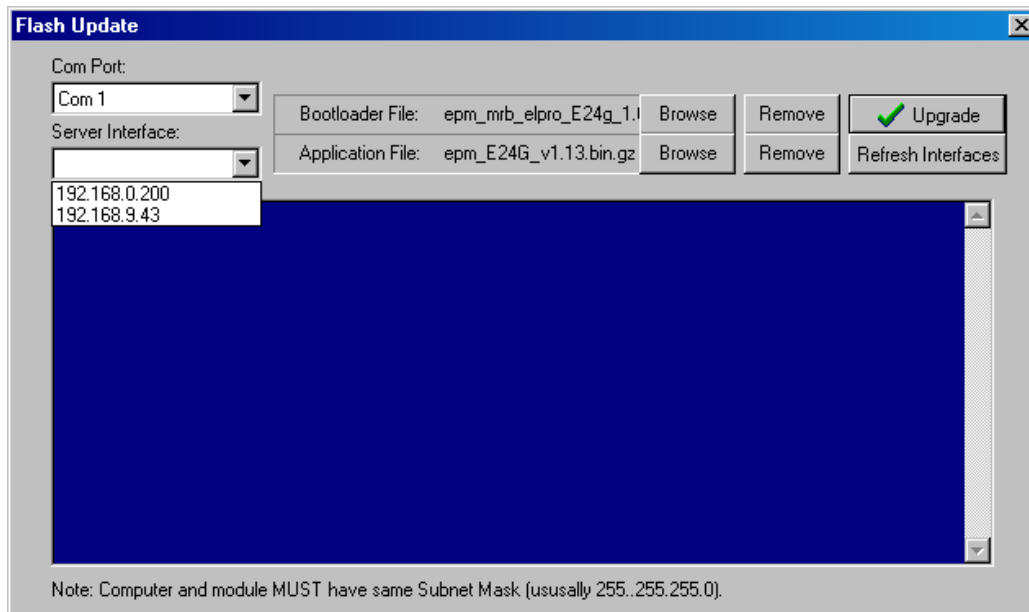 Flash Update
Com Port:
Com 1
Server Interface:
192.168.0.200
192.168.9.43
Bootloader File: epm_mrb_elpro_E24g_1. Browse Remove Upgrade
Application File: epm_E24G_v1.13.bin.gz Browse Remove Refresh Interfaces
Note: Computer and module MUST have same Subnet Mask (ususally 255..255.255.0).